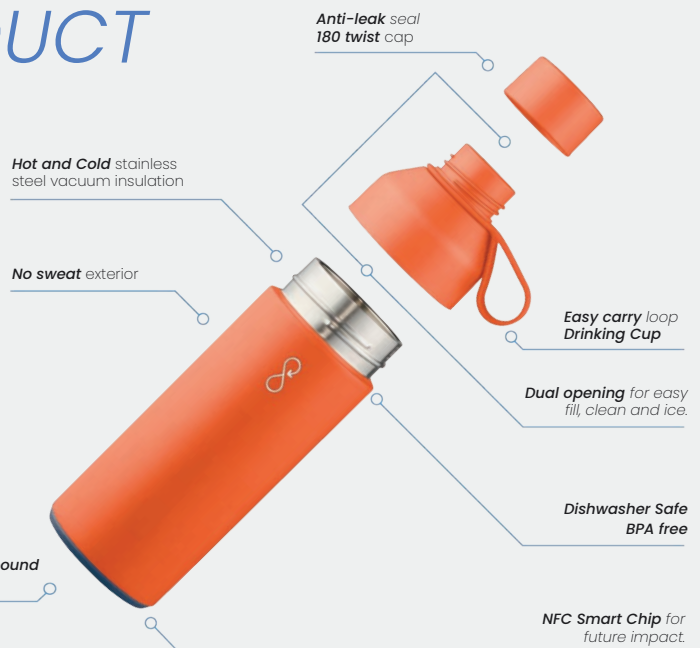 UCT
Anti-leak seal
180 twist cap
Hot and Cold stainless
steel vacuum insulation
No sweat exterior
Easy carry loop
Drinking Cup
Dual opening for easy
fill, clean and ice.
Dishwasher Safe
BPA free
ound
NFC Smart Chip for
future impact.